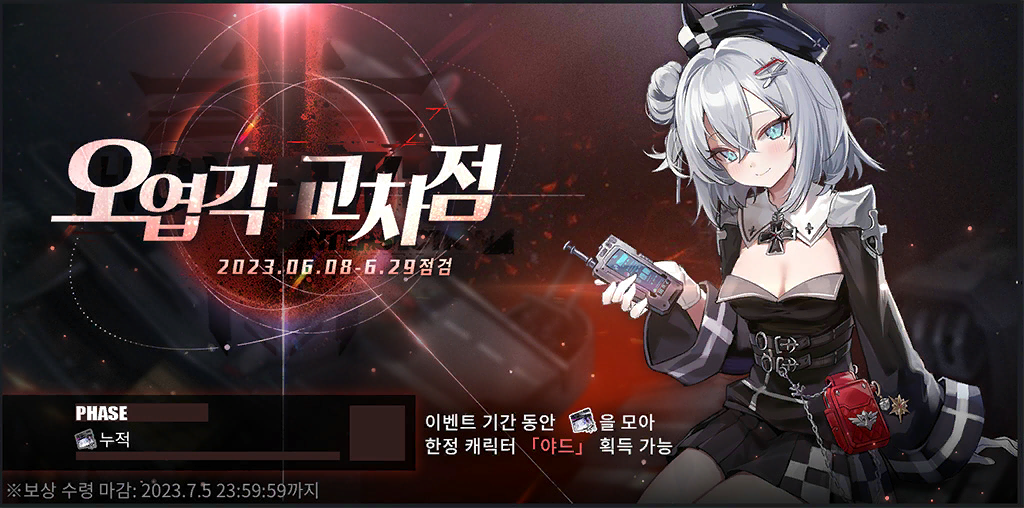 오엽각 교차점
2023.06.08-6.29점검
PHASE
누적
이벤트 기간 동안 을 모아
한정 캐릭터 「야드」 획득 가능
※보상 수령 마감: 2023.7.5 23:59:59까지